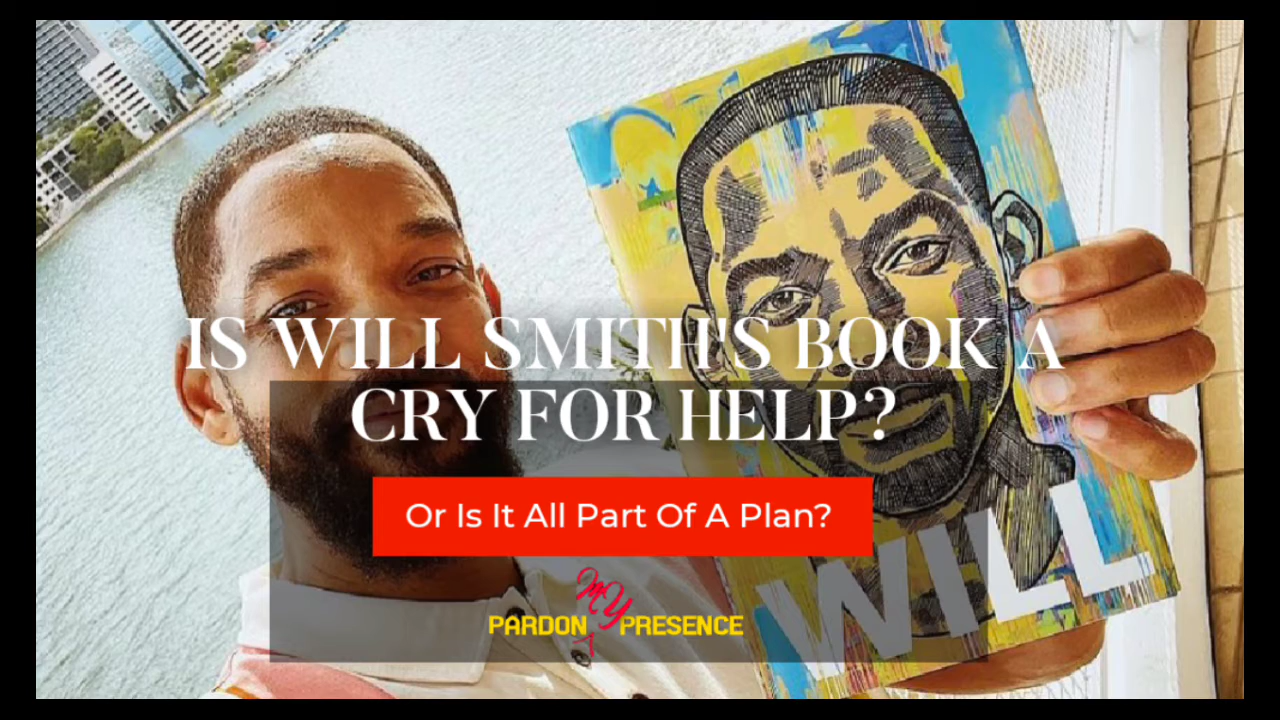 IS WILL SMITH'S BOOK A
CRY FOR HELP?
Or Is It All Part Of A Plan?
MY
PARDON PRESENCE
WILL